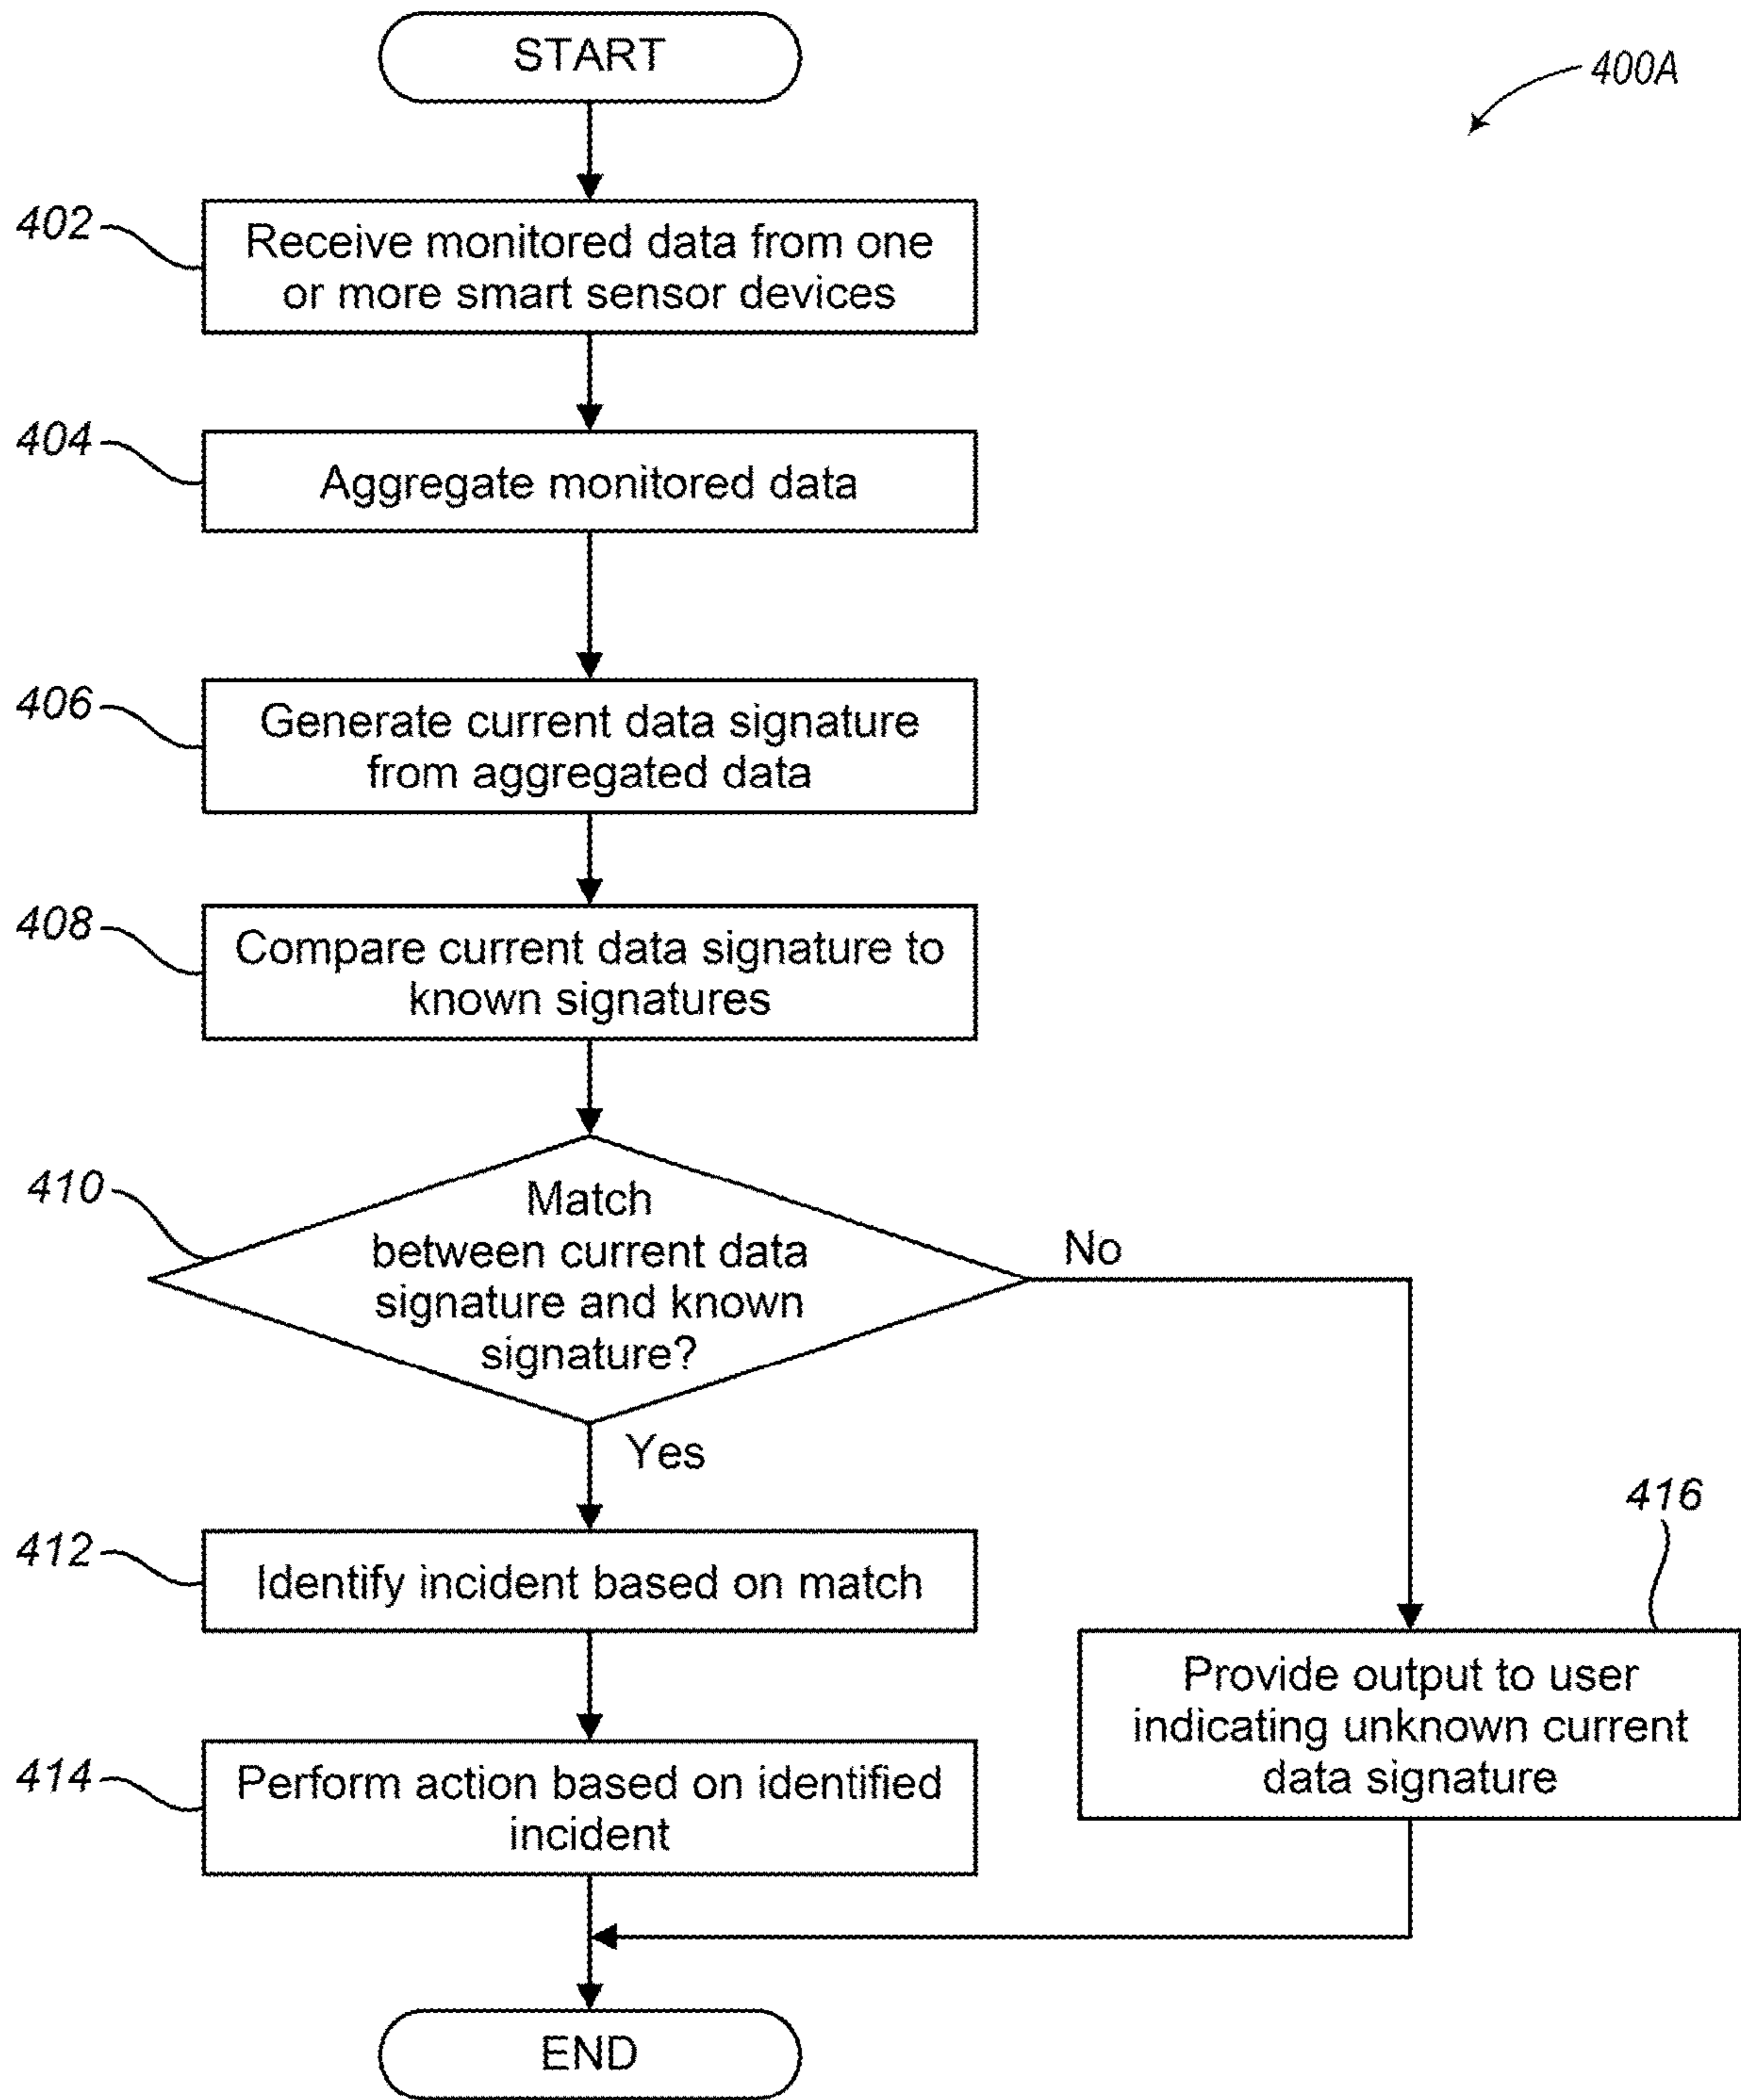 START
400A
402
Receive monitored data from one
or more smart sensor devices
404
Aggregate monitored data
406
Generate current data signature
from aggregated data
408
Compare current data signature to
known signatures
410
Match
between current data
signature and known
signature?
No
Yes
412
Identify incident based on match
416
Provide output to user
indicating unknown current
data signature
414
Perform action based on identified
incident
END